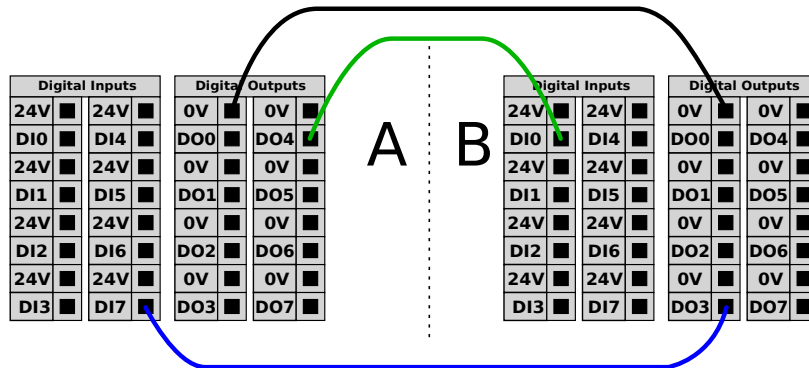 Digital Inputs Digital Outputs A B Digital Inputs Digital Outputs
24V 24V 0V 0V 24V 24V 0V 0V
DI0 DI4 DO0 DO4 DI0 DI4 DO0 DO4
24V 24V 0V 0V 24V 24V 0V 0V
DI1 DI5 DO1 DO5 DI1 DI5 DO1 DO5
24V 24V 0V 0V 24V 24V 0V 0V
DI2 DI6 DO2 DO6 DI2 DI6 DO2 DO6
24V 24V 0V 0V 24V 24V 0V 0V
DI3 DI7 DO3 DO7 DI3 DI7 DO3 DO7